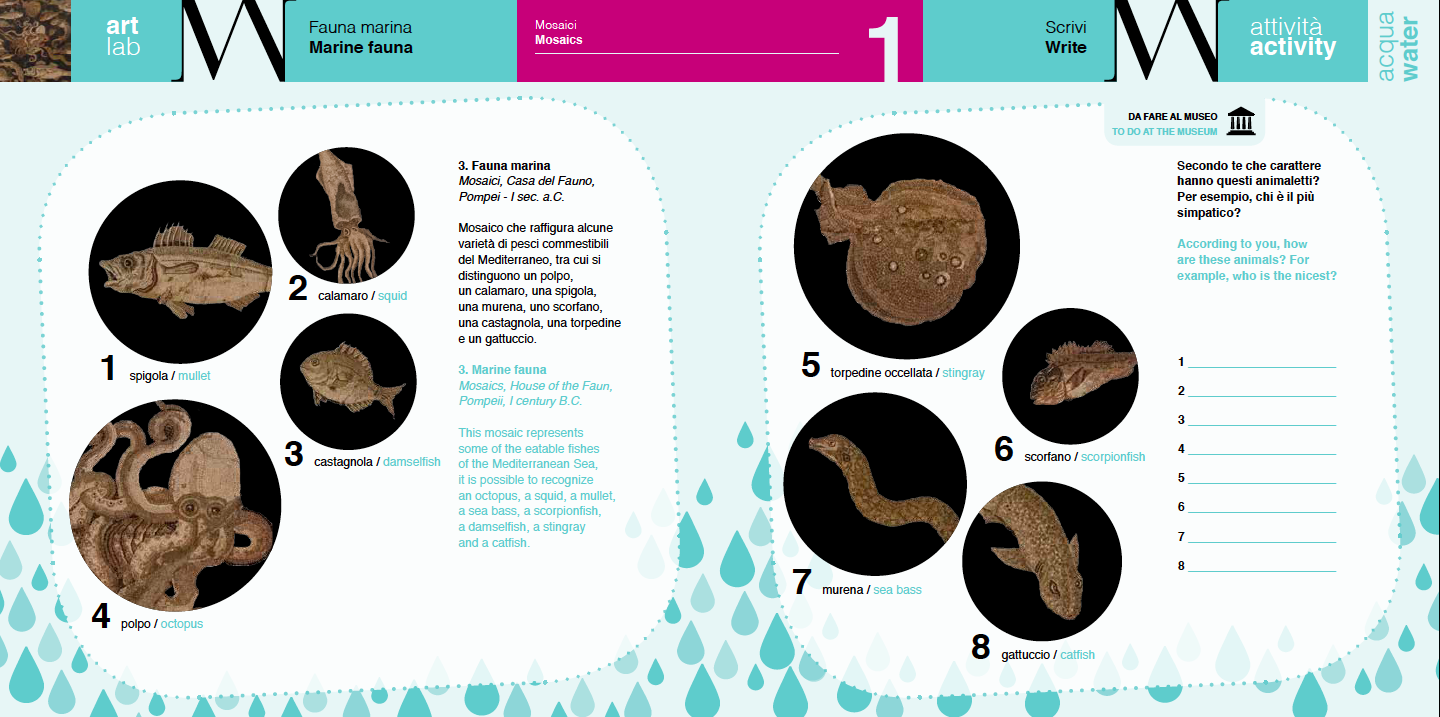 art
lab
Fauna marina
Marine fauna
Mosaici
Mosaics
1
Scrivi
Write
attività
activity
acqua
water
1 spigola / mullet
2 calamaro / squid
3 castagnola / damselfish
4 polpo / octopus
3. Fauna marina
Mosaici, Casa del Fauno,
Pompei - I sec. a.C.
Mosaico che raffigura alcune
varietà di pesci commestibili
del Mediterraneo, tra cui si
distinguono un polpo,
un calamaro, una spigola,
una murena, uno scorfano,
una castagnola, una torpedine
e un gattuccio.
3. Marine fauna
Mosaics, House of the Faun,
Pompeii, I century B.C.
This mosaic represents
some of the eatable fishes
of the Mediterranean Sea,
it is possible to recognize
an octopus, a squid, a mullet,
a sea bass, a scorpionfish,
a damselfish, a stingray
and a catfish.
5 torpedine occellata / stingray
6 scorfano / scorpionfish
7 murena / sea bass
8 gattuccio / catfish
DA FARE AL MUSEO
TO DO AT THE MUSEUM
Secondo te che carattere
hanno questi animaletti?
Per esempio, chi è il più
simpatico?
According to you, how
are these animals? For
example, who is the nicest?
1
2
3
4
5
6
7
8